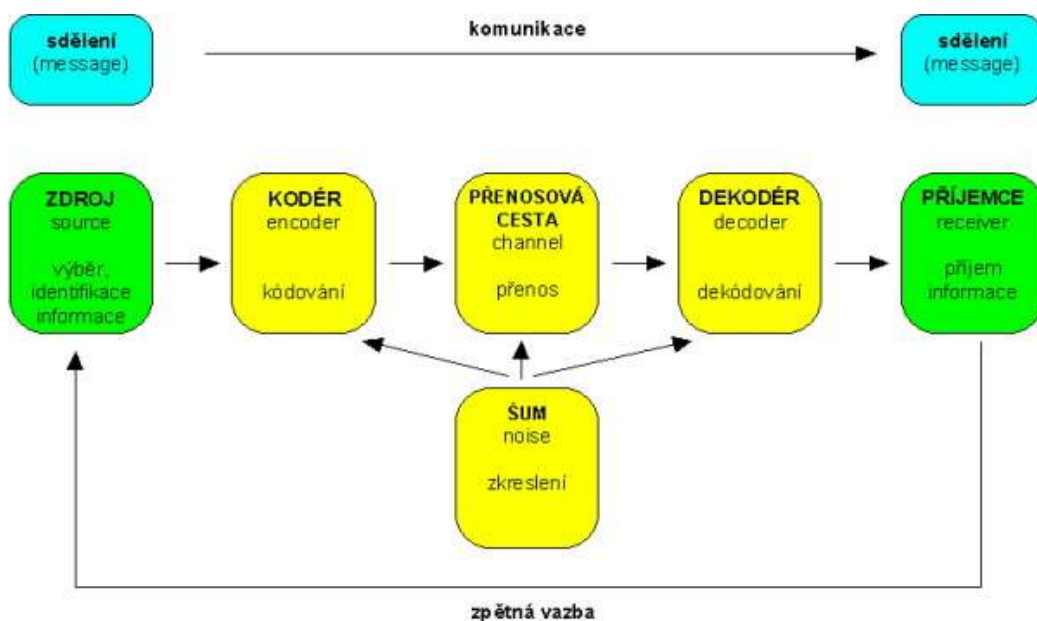 komunikace
sdělení
(message)
sdělení
(message)
ZDROJ
source
výběr,
identifikace
informace
KODÉR
encoder
kódování
PŘENOSOVÁ
CESTA
channel
přenos
DEKODÉR
decoder
dekódování
PŘÍJEMCE
receiver
příjem
informace
ŠUM
noise
zkreslení
zpětná vazba